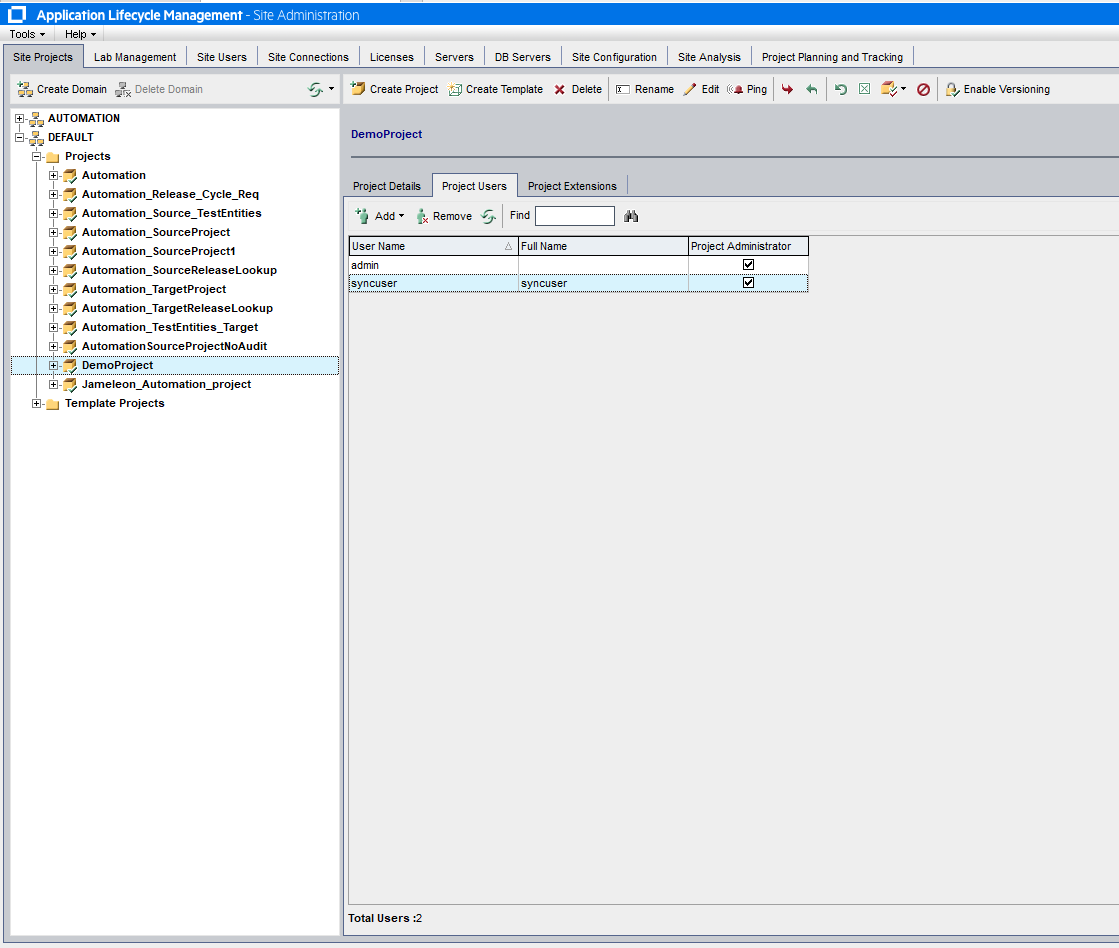 Application Lifecycle Management - Site Administration
Tools Help
Site Projects Lab Management Site Users Site Connections Licenses Servers DB Servers Site Configuration Site Analysis Project Planning and Tracking
Create Domain Delete Domain Create Project Create Template Delete Rename Edit Ping Enable Versioning
AUTOMATION
DEFAULT
Projects
Automation
Automation_Release_Cycle_Req
Automation_Source_TestEntities
Automation_SourceProject
Automation_SourceProject1
Automation_SourceReleaseLookup
Automation_TargetProject
Automation_TargetReleaseLookup
Automation_TestEntities_Target
AutomationSourceProjectNoAudit
DemoProject
Jameleon_Automation_project
Template Projects
DemoProject
Project Details Project Users Project Extensions
Add Remove Find
User Name Full Name Project Administrator
admin
syncuser syncuser
Total Users :2